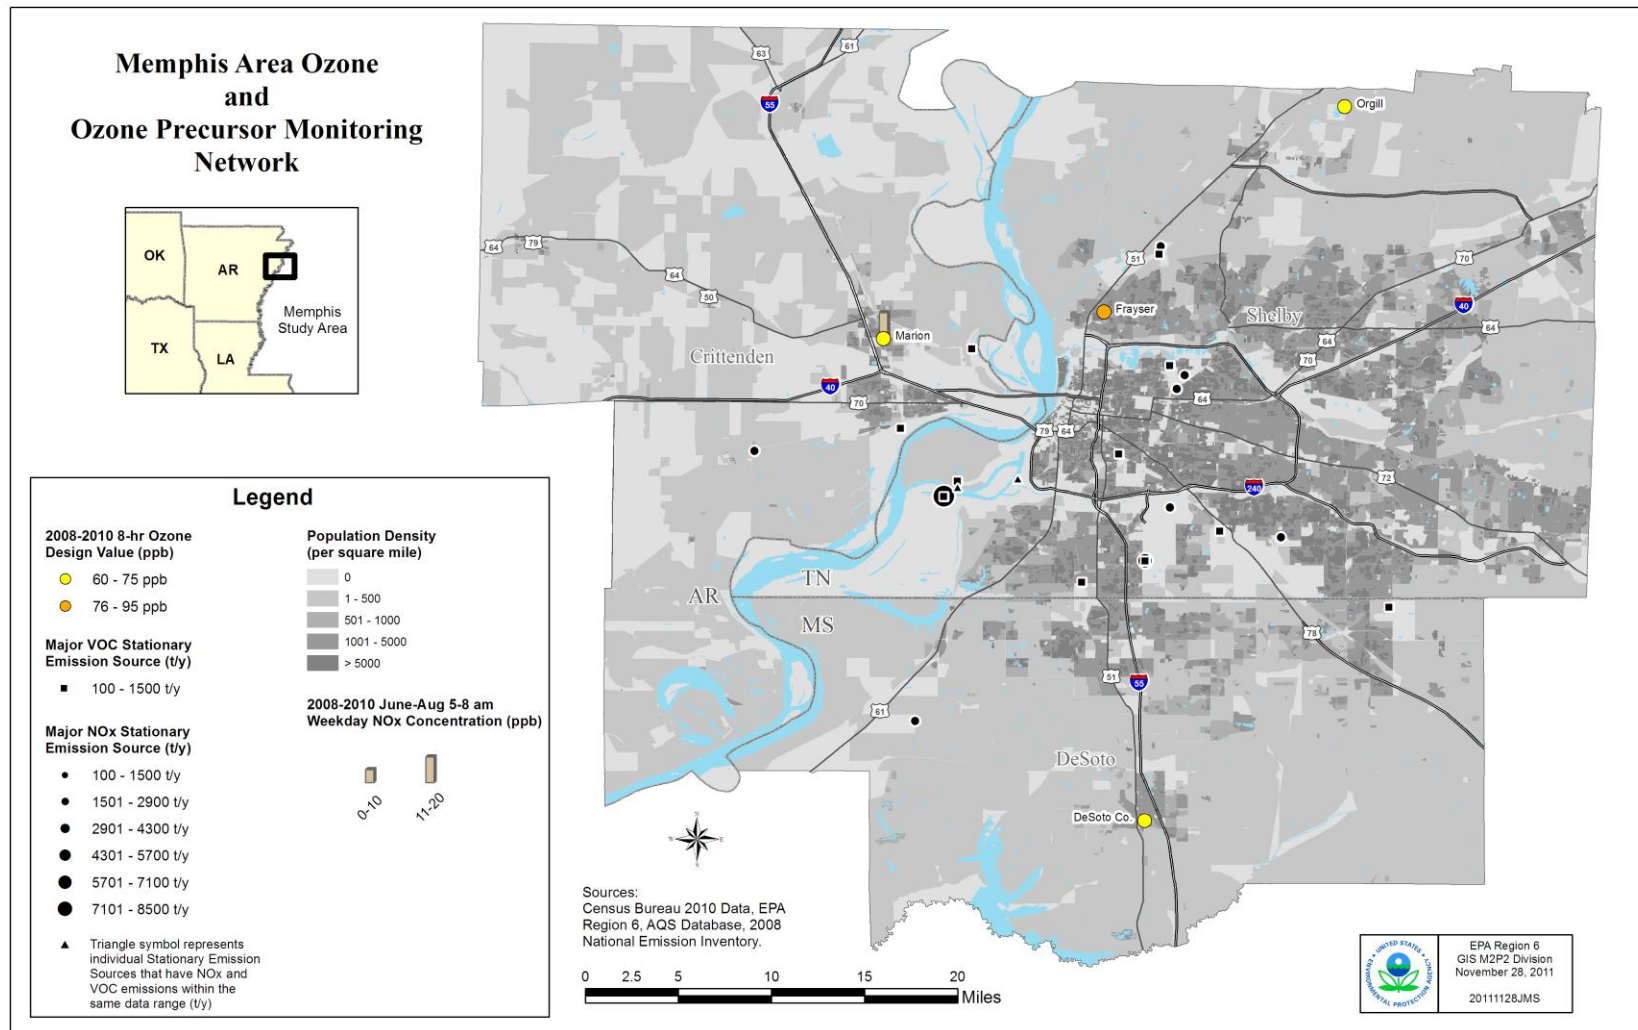 Memphis Area Ozone
and
Ozone Precursor Monitoring
Network
OK
AR
TX
LA
Memphis
Study Area
Legend
2008-2010 8-hr Ozone
Design Value (ppb)
60 - 75 ppb
76 - 95 ppb
Major VOC Stationary
Emission Source (t/y)
100 - 1500 t/y
Major NOx Stationary
Emission Source (t/y)
100 - 1500 t/y
1501 - 2900 t/y
2901 - 4300 t/y
4301 - 5700 t/y
5701 - 7100 t/y
7101 - 8500 t/y
Triangle symbol represents
individual Stationary Emission
Sources that have NOx and
VOC emissions within the
same data range (t/y)
Population Density
(per square mile)
0
1 - 500
501 - 1000
1001 - 5000
> 5000
2008-2010 June-Aug 5-8 am
Weekday NOx Concentration (ppb)
0-10
11-20
63
61
55
Orgill
64
79
51
70
64
50
40
Frayser
Shelby
64
Marion
64
70
Crittenden
40
70
64
79
64
72
240
TN
AR
MS
78
51
55
61
DeSoto
DeSoto Co.
N
W
E
S
Sources:
Census Bureau 2010 Data, EPA
Region 6, AQS Database, 2008
National Emission Inventory.
0
2.5
5
10
15
20
Miles
UNITED STATES
ENVIRONMENTAL PROTECTION AGENCY
EPA Region 6
GIS M2P2 Division
November 28, 2011
20111128JMS